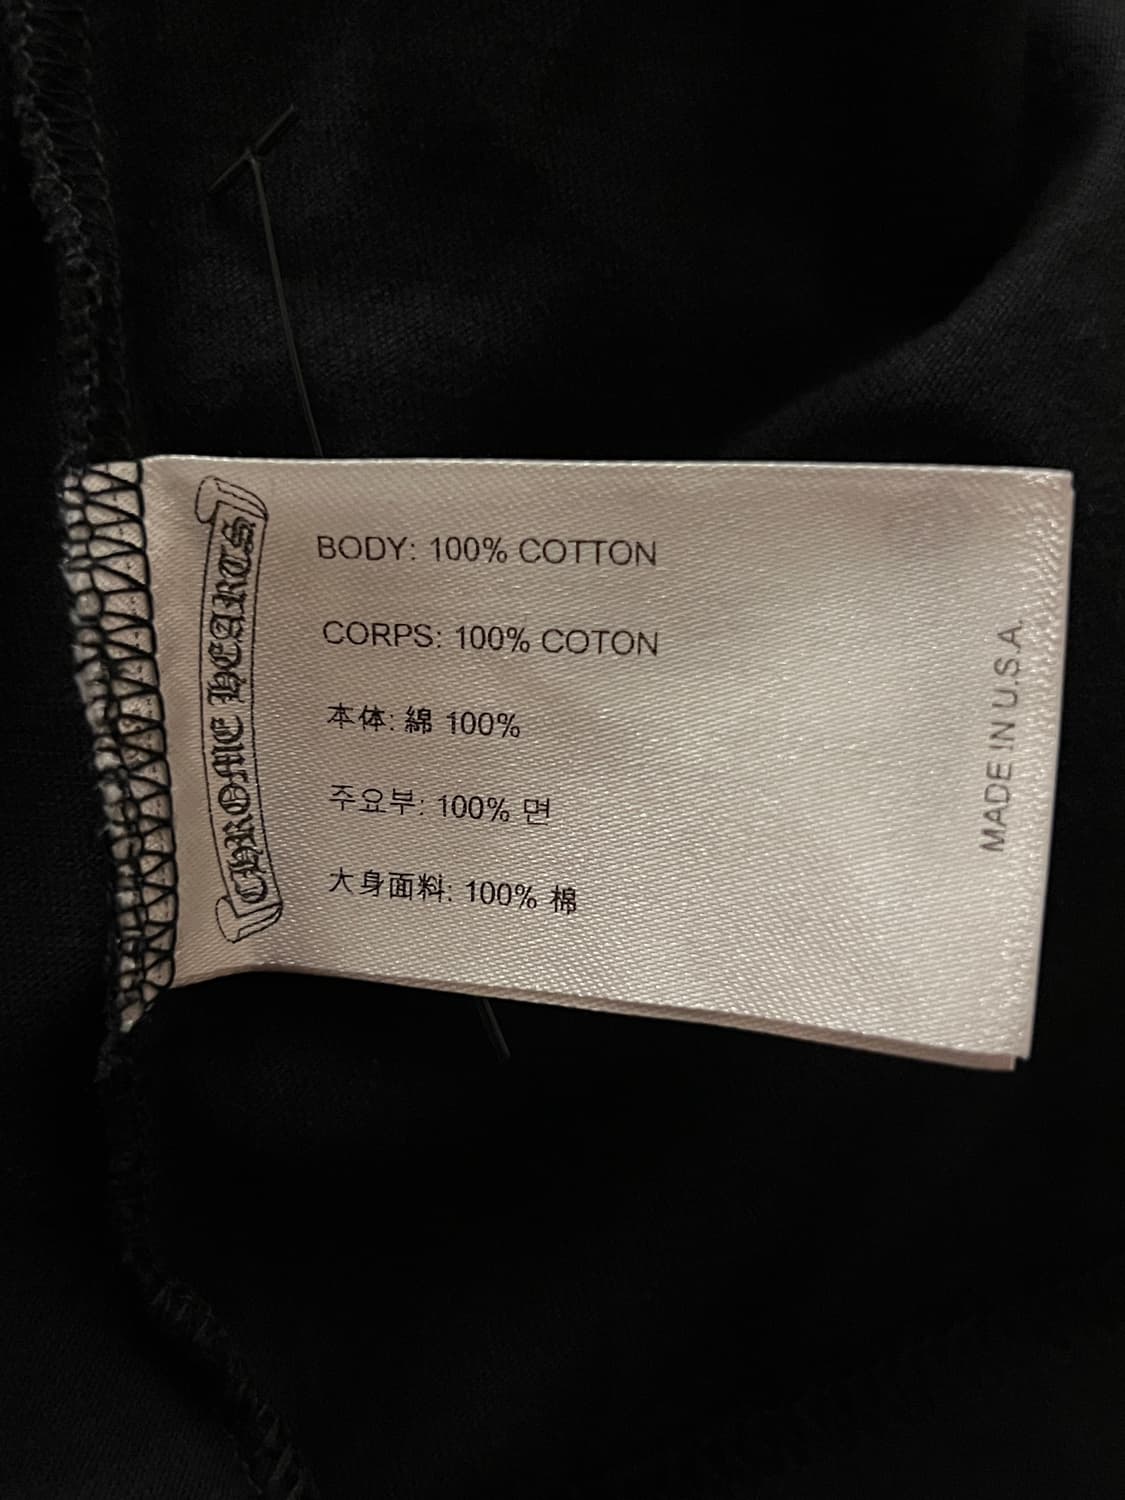 CHROME HEARTS
BODY: 100% COTTON
CORPS: 100% COTON
本体: 綿 100%
주요부: 100% 면
大身面料: 100% 棉
MADE IN U.S.A.